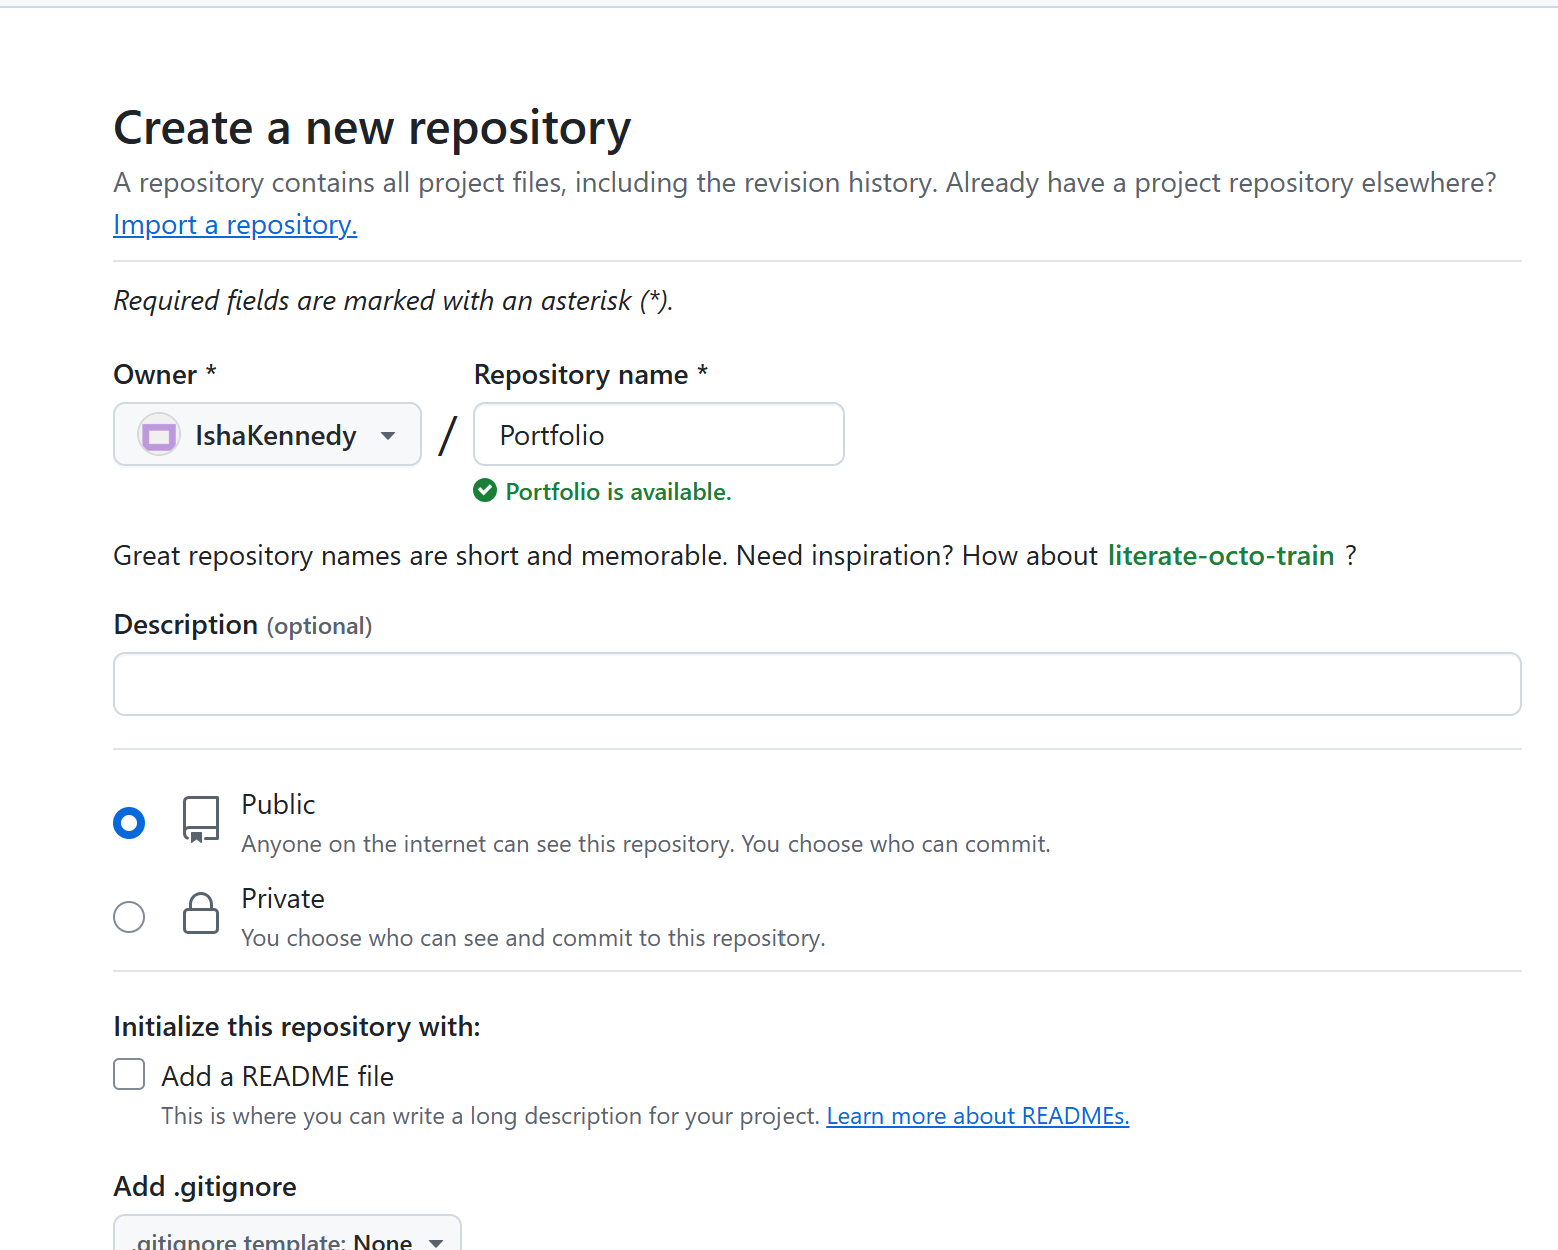 Create a new repository
A repository contains all project files, including the revision history. Already have a project repository elsewhere?
Import a repository.
Required fields are marked with an asterisk (*).
Owner * Repository name *
IshaKennedy / Portfolio
Portfolio is available.
Great repository names are short and memorable. Need inspiration? How about literate-octo-train ?
Description (optional)
Public
Anyone on the internet can see this repository. You choose who can commit.
Private
You choose who can see and commit to this repository.
Initialize this repository with:
Add a README file
This is where you can write a long description for your project. Learn more about READMEs.
Add .gitignore
.gitignore template: None